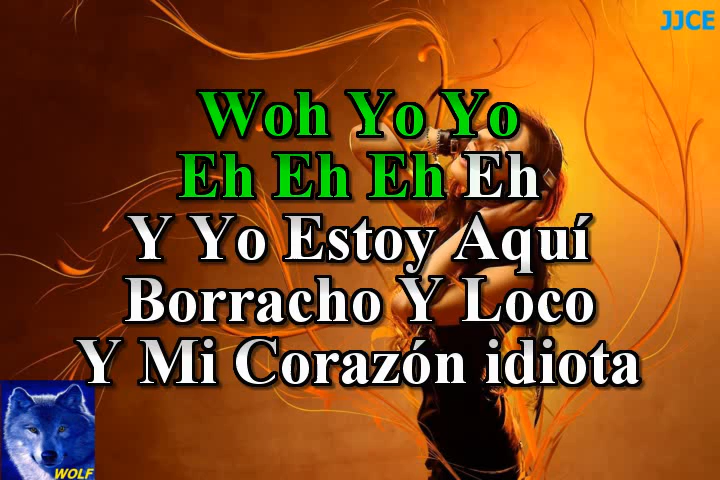 JJCE
Woh Yo Yo
Eh Eh Eh Eh
Y Yo Estoy Aquí
Borracho Y Loco
Y Mi Corazón idiota
WOLF